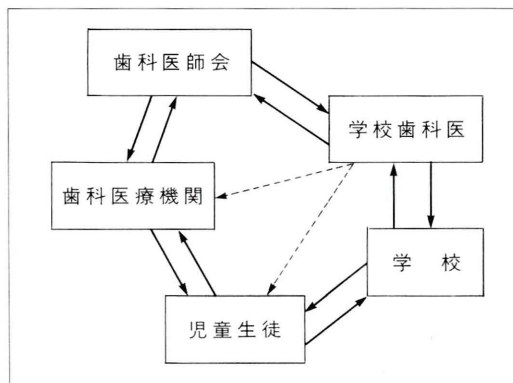 歯科医師会
学校歯科医
歯科医療機関
学　校
児童生徒